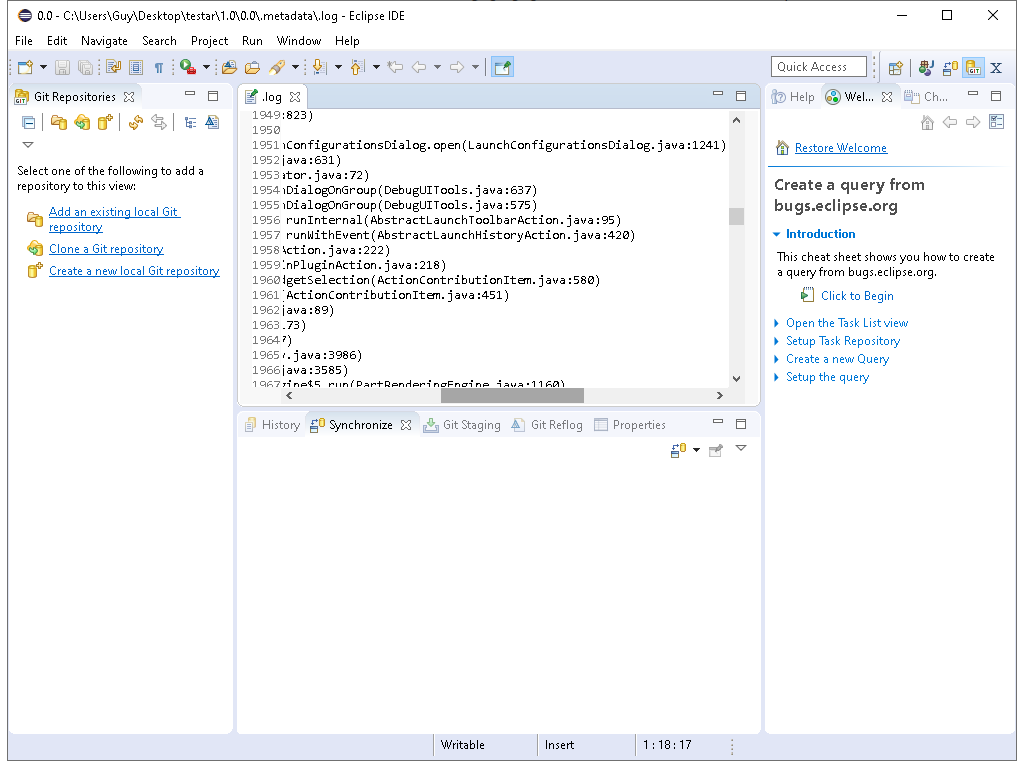 0.0 - C:\Users\Guy\Desktop\testar\1.0\0.0\.metadata\.log - Eclipse IDE
File Edit Navigate Search Project Run Window Help
Quick Access
Git Repositories
Select one of the following to add a
repository to this view:
Add an existing local Git
repository
Clone a Git repository
Create a new local Git repository
.log
1949 :823)
1950
1951 ConfigurationsDialog.open(LaunchConfigurationsDialog.java:1241)
1952 java:631)
1953 ator.java:72)
1954 DialogOnGroup(DebugUITools.java:637)
1955 DialogOnGroup(DebugUITools.java:575)
1956 runInternal(AbstractLaunchToolbarAction.java:95)
1957 runWithEvent(AbstractLaunchHistoryAction.java:420)
1958 Action.java:222)
1959 nPluginAction.java:218)
1960 getSelection(ActionContributionItem.java:580)
1961 ActionContributionItem.java:451)
1962 java:89)
1963 .73)
1964 )
1965 .java:3986)
1966 java:3585)
1967 gine$5.run(PartRenderingEngine.java:1160)
History Synchronize Git Staging Git Reflog Properties
Help Wel... Ch...
Restore Welcome
Create a query from
bugs.eclipse.org
Introduction
This cheat sheet shows you how to create
a query from bugs.eclipse.org.
Click to Begin
Open the Task List view
Setup Task Repository
Create a new Query
Setup the query
Writable Insert 1 : 18 : 17